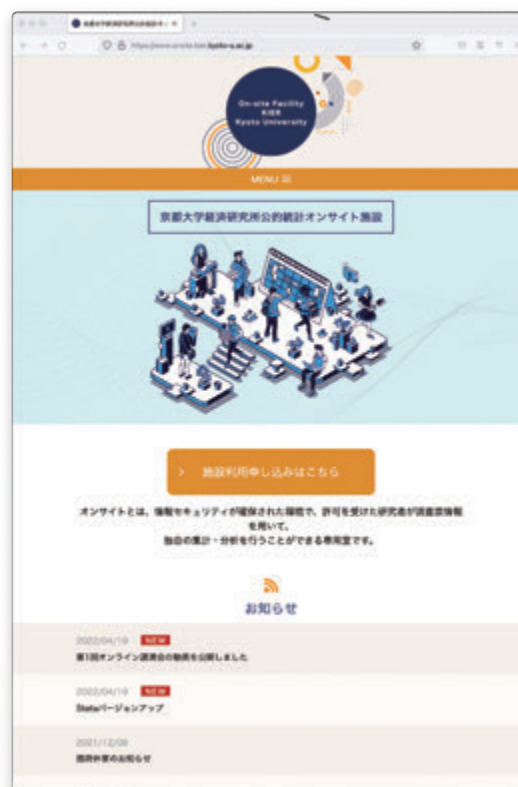 On-site Facility
KIER
Kyoto University
MENU
京都大学経済研究所公的統計オンサイト施設
施設利用申し込みはこちら
オンサイトとは、情報セキュリティが確保された環境で、許可を受けた研究者が調査票情報
を用いて、
独自の集計・分析を行うことができる専用室です。
お知らせ
2022/04/19 NEW
第1回オンライン講演会の動画を公開しました
2022/04/19 NEW
Stataバージョンアップ
2021/12/08
臨時休業のお知らせ